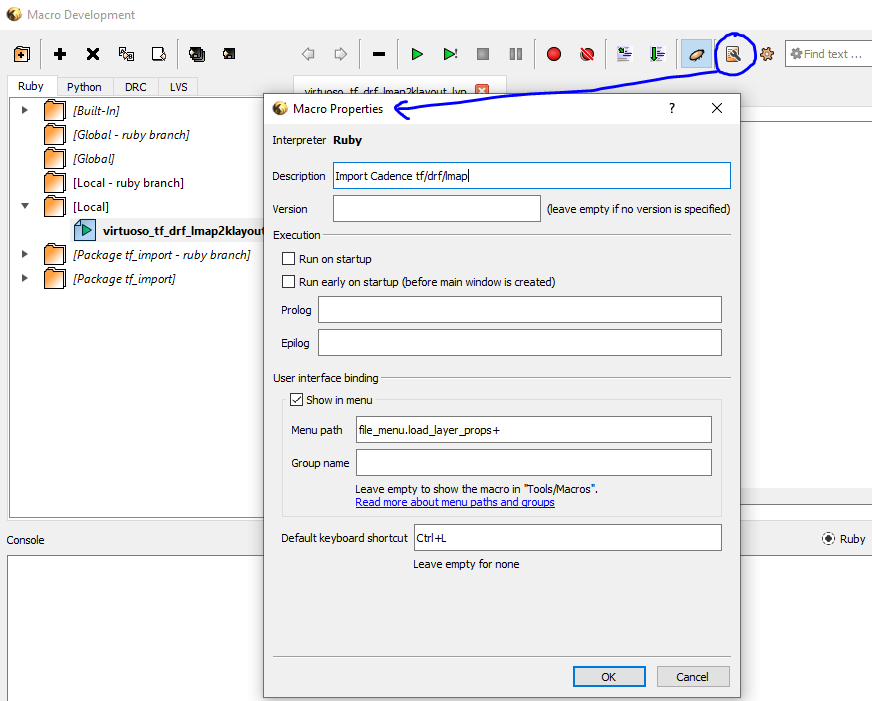 Macro Development
Find text ...
Ruby Python DRC LVS
virtuoso_tf_drf_lmap2klayout.lyp
[Built-In]
[Global - ruby branch]
[Global]
[Local - ruby branch]
[Local]
virtuoso_tf_drf_lmap2klayout
[Package tf_import - ruby branch]
[Package tf_import]
Macro Properties
Interpreter Ruby
Description Import Cadence tf/drf/lmap
Version (leave empty if no version is specified)
Execution
Run on startup
Run early on startup (before main window is created)
Prolog
Epilog
User interface binding
Show in menu
Menu path file_menu.load_layer_props+
Group name
Leave empty to show the macro in "Tools/Macros".
Read more about menu paths and groups
Default keyboard shortcut Ctrl+L
Leave empty for none
OK Cancel
Console
Ruby